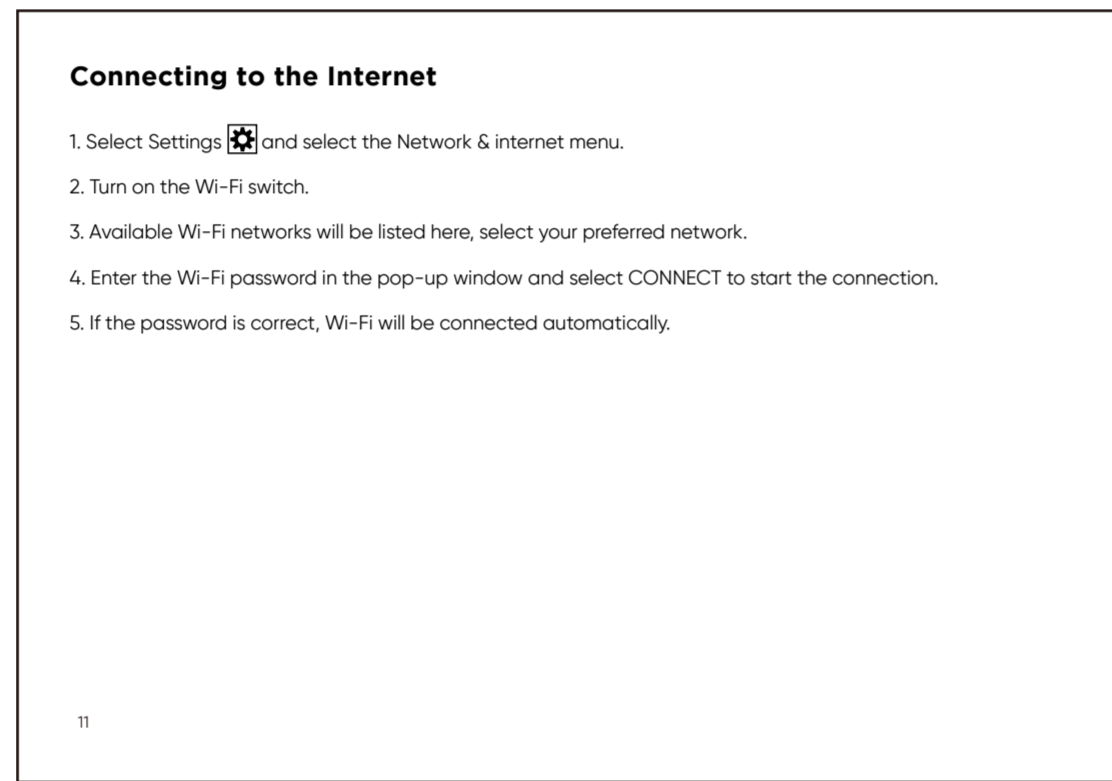 Connecting to the Internet
1. Select Settings and select the Network & internet menu.
2. Turn on the Wi-Fi switch.
3. Available Wi-Fi networks will be listed here, select your preferred network.
4. Enter the Wi-Fi password in the pop-up window and select CONNECT to start the connection.
5. If the password is correct, Wi-Fi will be connected automatically.
11